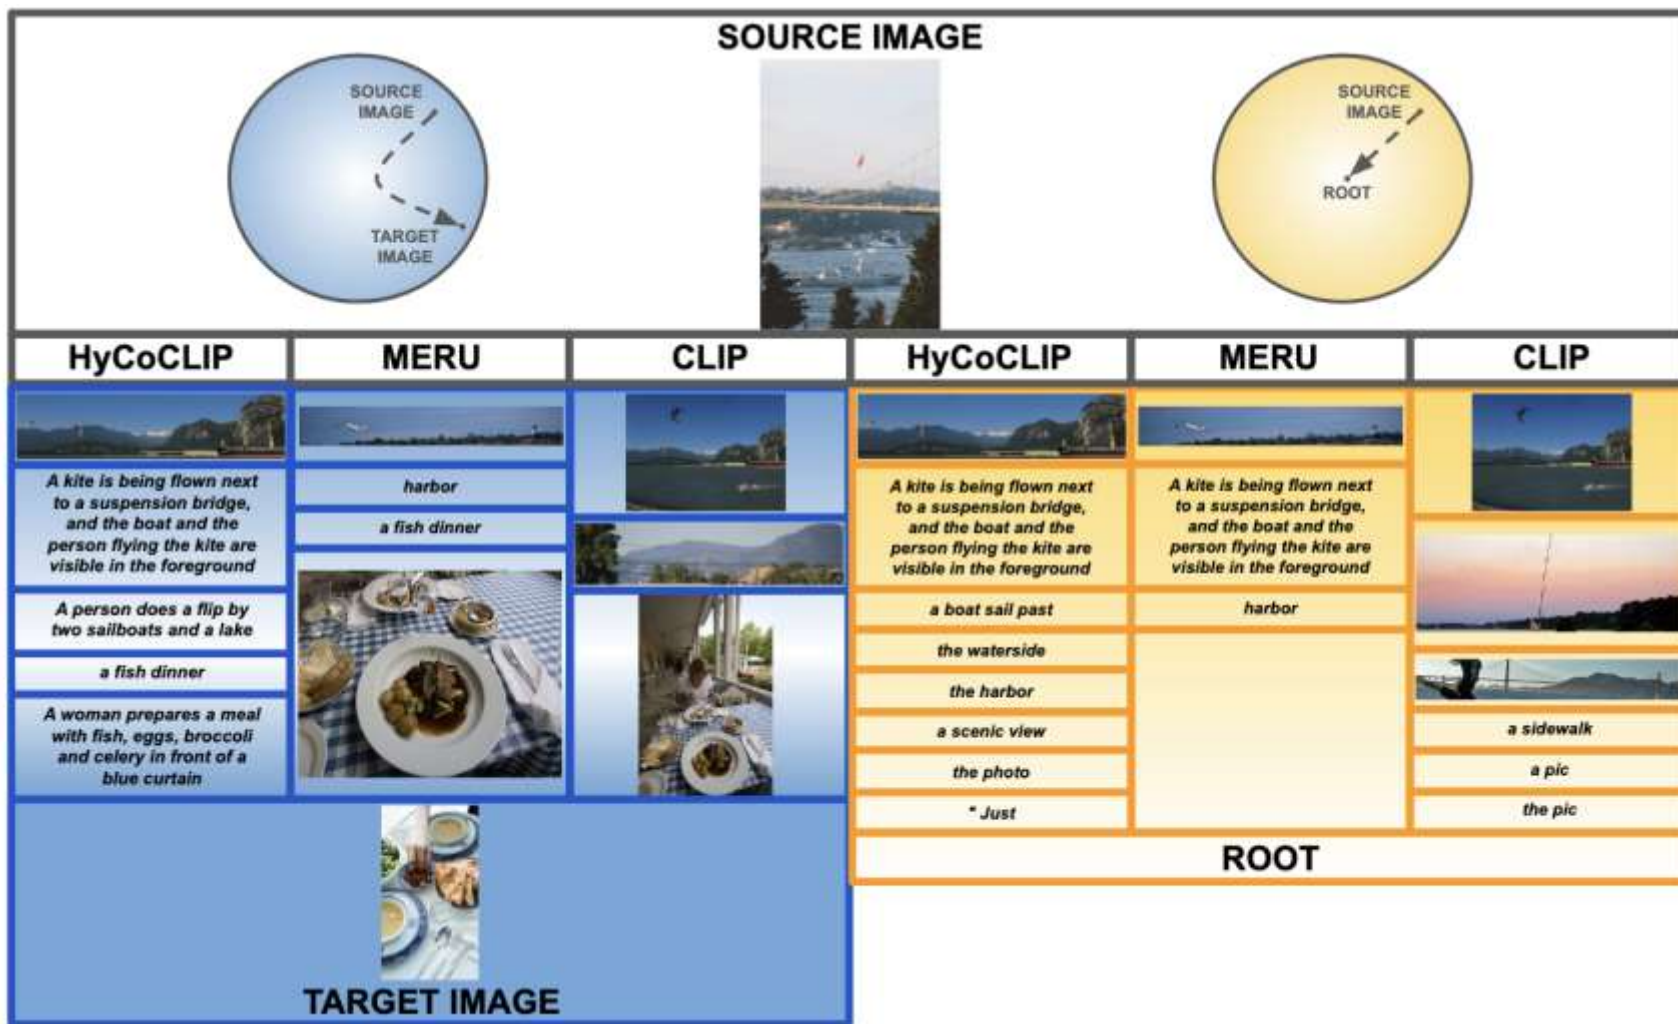 SOURCE IMAGE
SOURCE
IMAGE
TARGET
IMAGE
SOURCE
IMAGE
ROOT
HyCoCLIP
MERU
CLIP
HyCoCLIP
MERU
CLIP
A kite is being flown next
to a suspension bridge,
and the boat and the
person flying the kite are
visible in the foreground
A person does a flip by
two sailboats and a lake
a fish dinner
A woman prepares a meal
with fish, eggs, broccoli
and celery in front of a
blue curtain
harbor
a fish dinner
TARGET IMAGE
A kite is being flown next
to a suspension bridge,
and the boat and the
person flying the kite are
visible in the foreground
a boat sail past
the waterside
the harbor
a scenic view
the photo
" Just
A kite is being flown next
to a suspension bridge,
and the boat and the
person flying the kite are
visible in the foreground
harbor
a sidewalk
a pic
the pic
ROOT